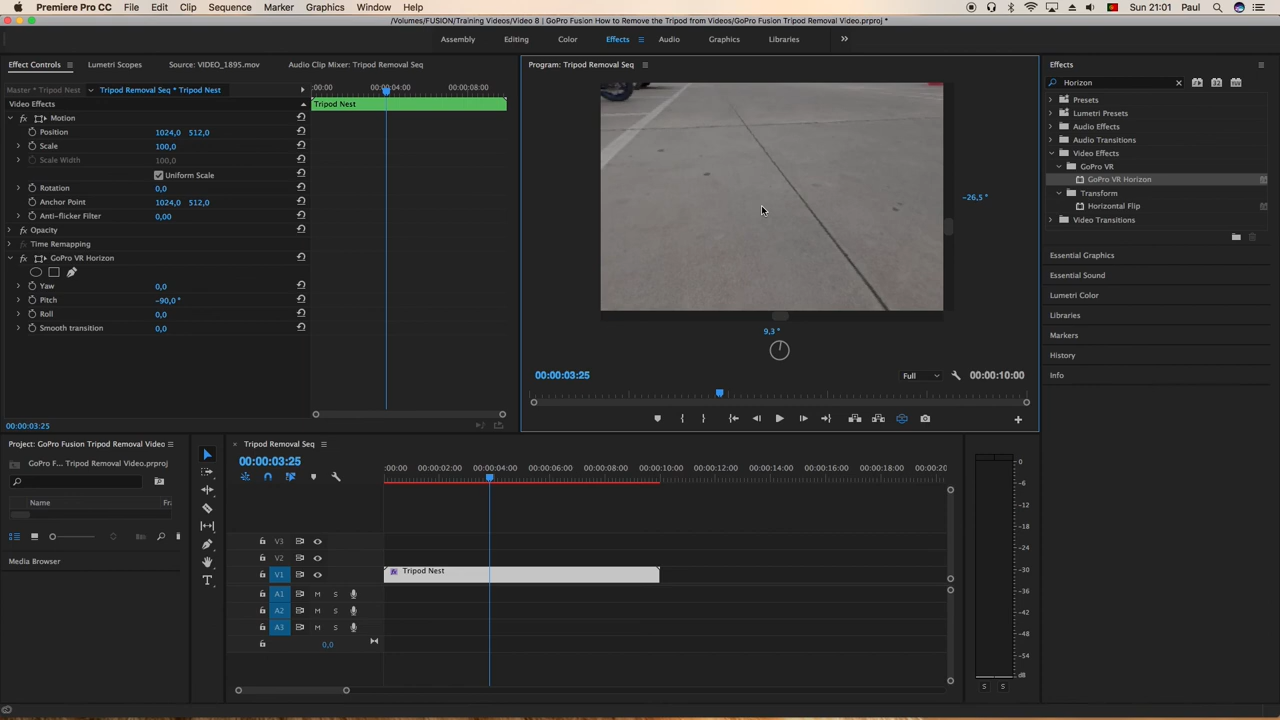 Premiere Pro CC File Edit Clip Sequence Marker Graphics Window Help Sun 21:01 Paul
/Volumes/FUSION/Training Videos/Video 8 | GoPro Fusion How to Remove the Tripod from Videos/GoPro Fusion Tripod Removal Video.prproj *
Assembly Editing Color Effects Audio Graphics Libraries
Effect Controls Lumetri Scopes Source: VIDEO_1895.mov Audio Clip Mixer: Tripod Removal Seq
Master * Tripod Nest Tripod Removal Seq * Tripod Nest :00:00 00:00:04:00 00:00:08:00
Video Effects Tripod Nest
Motion
Position 1024,0 512,0
Scale 100,0
Scale Width 100,0
Uniform Scale
Rotation 0,0
Anchor Point 1024,0 512,0
Anti-flicker Filter 0,00
Opacity
Time Remapping
GoPro VR Horizon
Yaw 0,0
Pitch -90,0 °
Roll 0,0
Smooth transition 0,0
00:00:03:25
Program: Tripod Removal Seq
-26,5 °
9,3 °
00:00:03:25 Full 00:00:10:00
Effects
Horizon
Presets
Lumetri Presets
Audio Effects
Audio Transitions
Video Effects
GoPro VR
GoPro VR Horizon
Transform
Horizontal Flip
Video Transitions
Essential Graphics
Essential Sound
Lumetri Color
Libraries
Markers
History
Info
Project: GoPro Fusion Tripod Removal Video
GoPro F... Tripod Removal Video.prproj
Name Fra
Media Browser
Tripod Removal Seq
00:00:03:25
:00:00 00:00:02:00 00:00:04:00 00:00:06:00 00:00:08:00 00:00:10:00 00:00:12:00 00:00:14:00 00:00:16:00 00:00:18:00 00:00:20
V3
V2
V1 fx Tripod Nest
A1 M S
A2 M S
A3 M S
0,0
0
-6
-12
-18
-24
-30
-36
-42
-48
-54
dB
S S